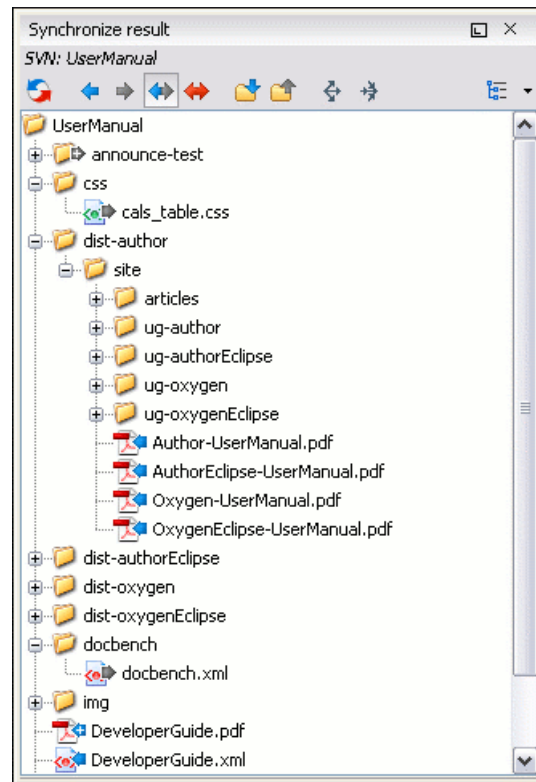 Synchronize result
SVN: UserManual
UserManual
announce-test
css
cals_table.css
dist-author
site
articles
ug-author
ug-authorEclipse
ug-oxygen
ug-oxygenEclipse
Author-UserManual.pdf
AuthorEclipse-UserManual.pdf
Oxygen-UserManual.pdf
OxygenEclipse-UserManual.pdf
dist-authorEclipse
dist-oxygen
dist-oxygenEclipse
docbench
docbench.xml
img
DeveloperGuide.pdf
DeveloperGuide.xml